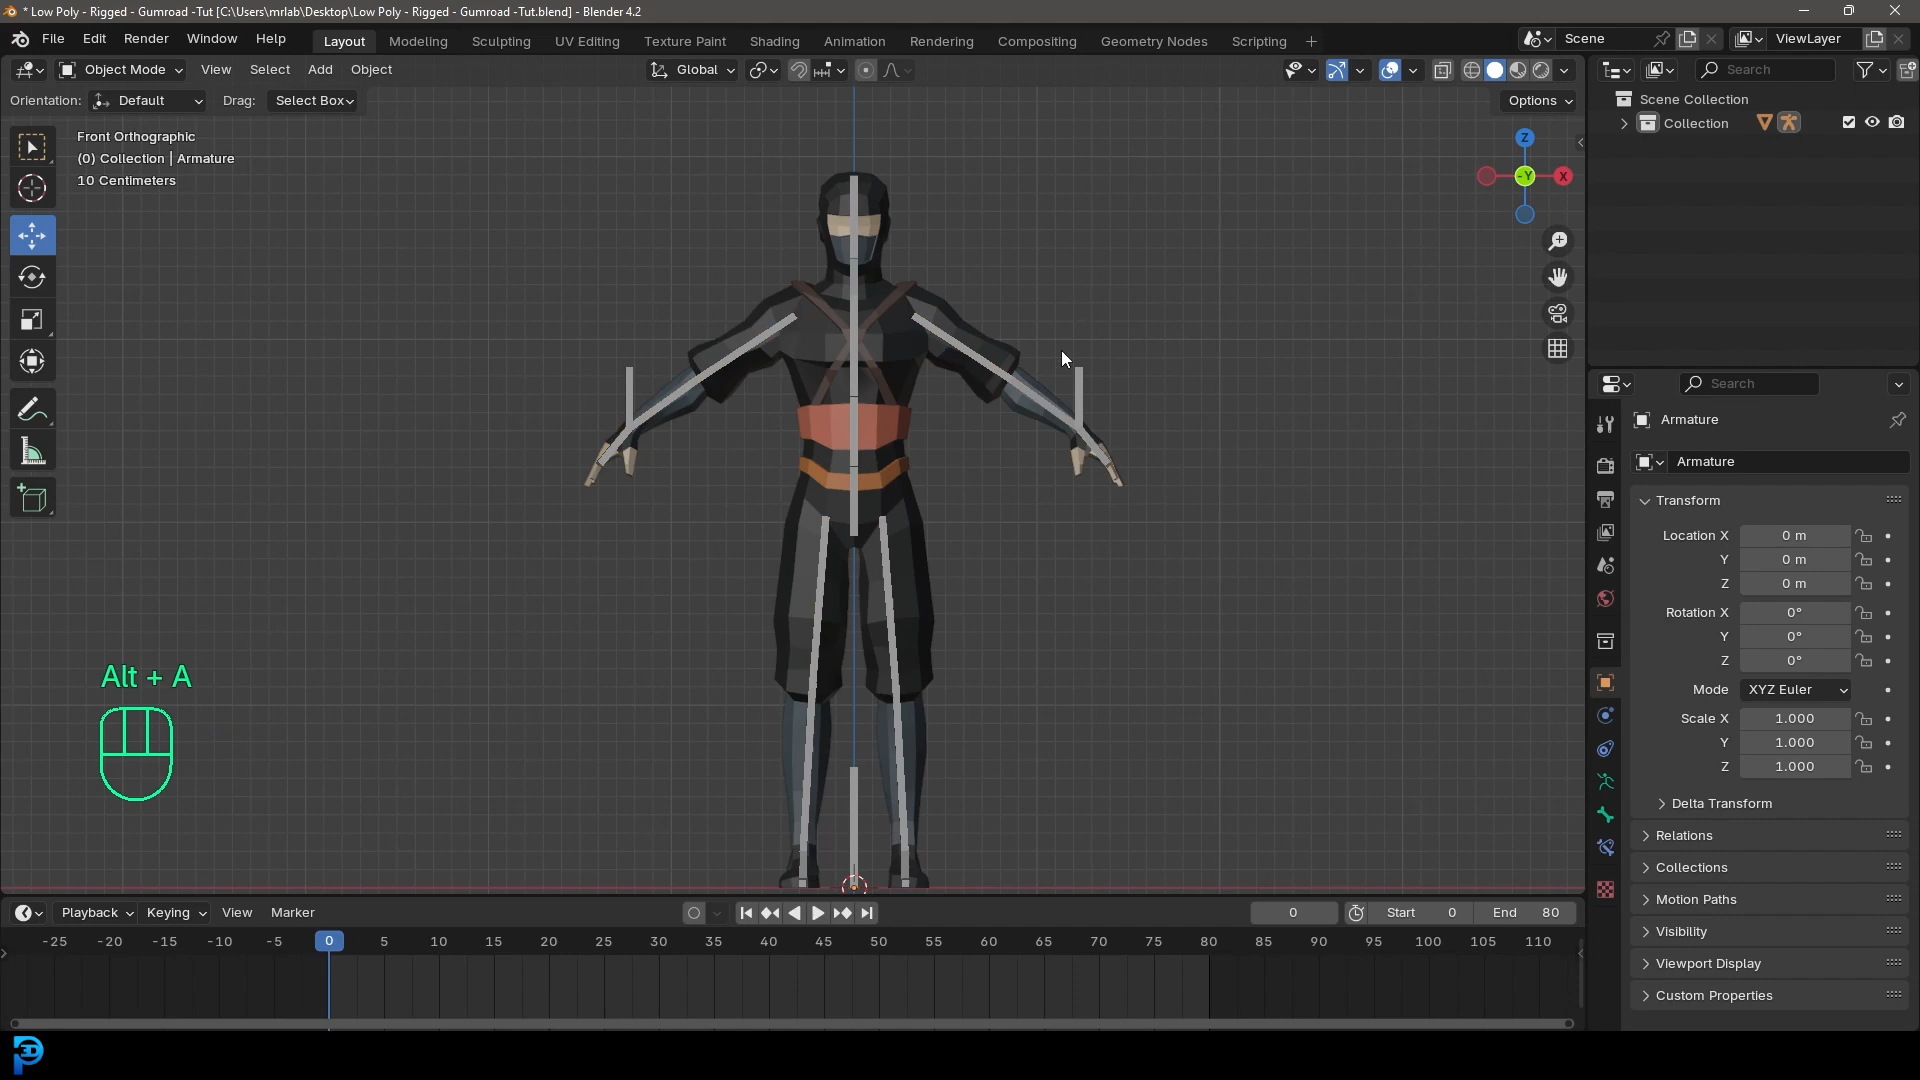 * Low Poly - Rigged - Gumroad -Tut [C:\Users\mrlab\Desktop\Low Poly - Rigged - Gumroad -Tut.blend] - Blender 4.2
File Edit Render Window Help Layout Modeling Sculpting UV Editing Texture Paint Shading Animation Rendering Compositing Geometry Nodes Scripting + Scene ViewLayer
Object Mode View Select Add Object Global Search
Orientation: Default Drag: Select Box Options
Scene Collection
Collection
Front Orthographic
(0) Collection | Armature
10 Centimeters
Z
-Y
X
Search
Armature
Armature
Transform
Location X 0 m
Y 0 m
Z 0 m
Rotation X 0°
Y 0°
Z 0°
Mode XYZ Euler
Scale X 1.000
Y 1.000
Z 1.000
Delta Transform
Relations
Collections
Motion Paths
Visibility
Viewport Display
Custom Properties
Alt + A
Playback Keying View Marker 0 Start 0 End 80
-25 -20 -15 -10 -5 0 5 10 15 20 25 30 35 40 45 50 55 60 65 70 75 80 85 90 95 100 105 110
3D